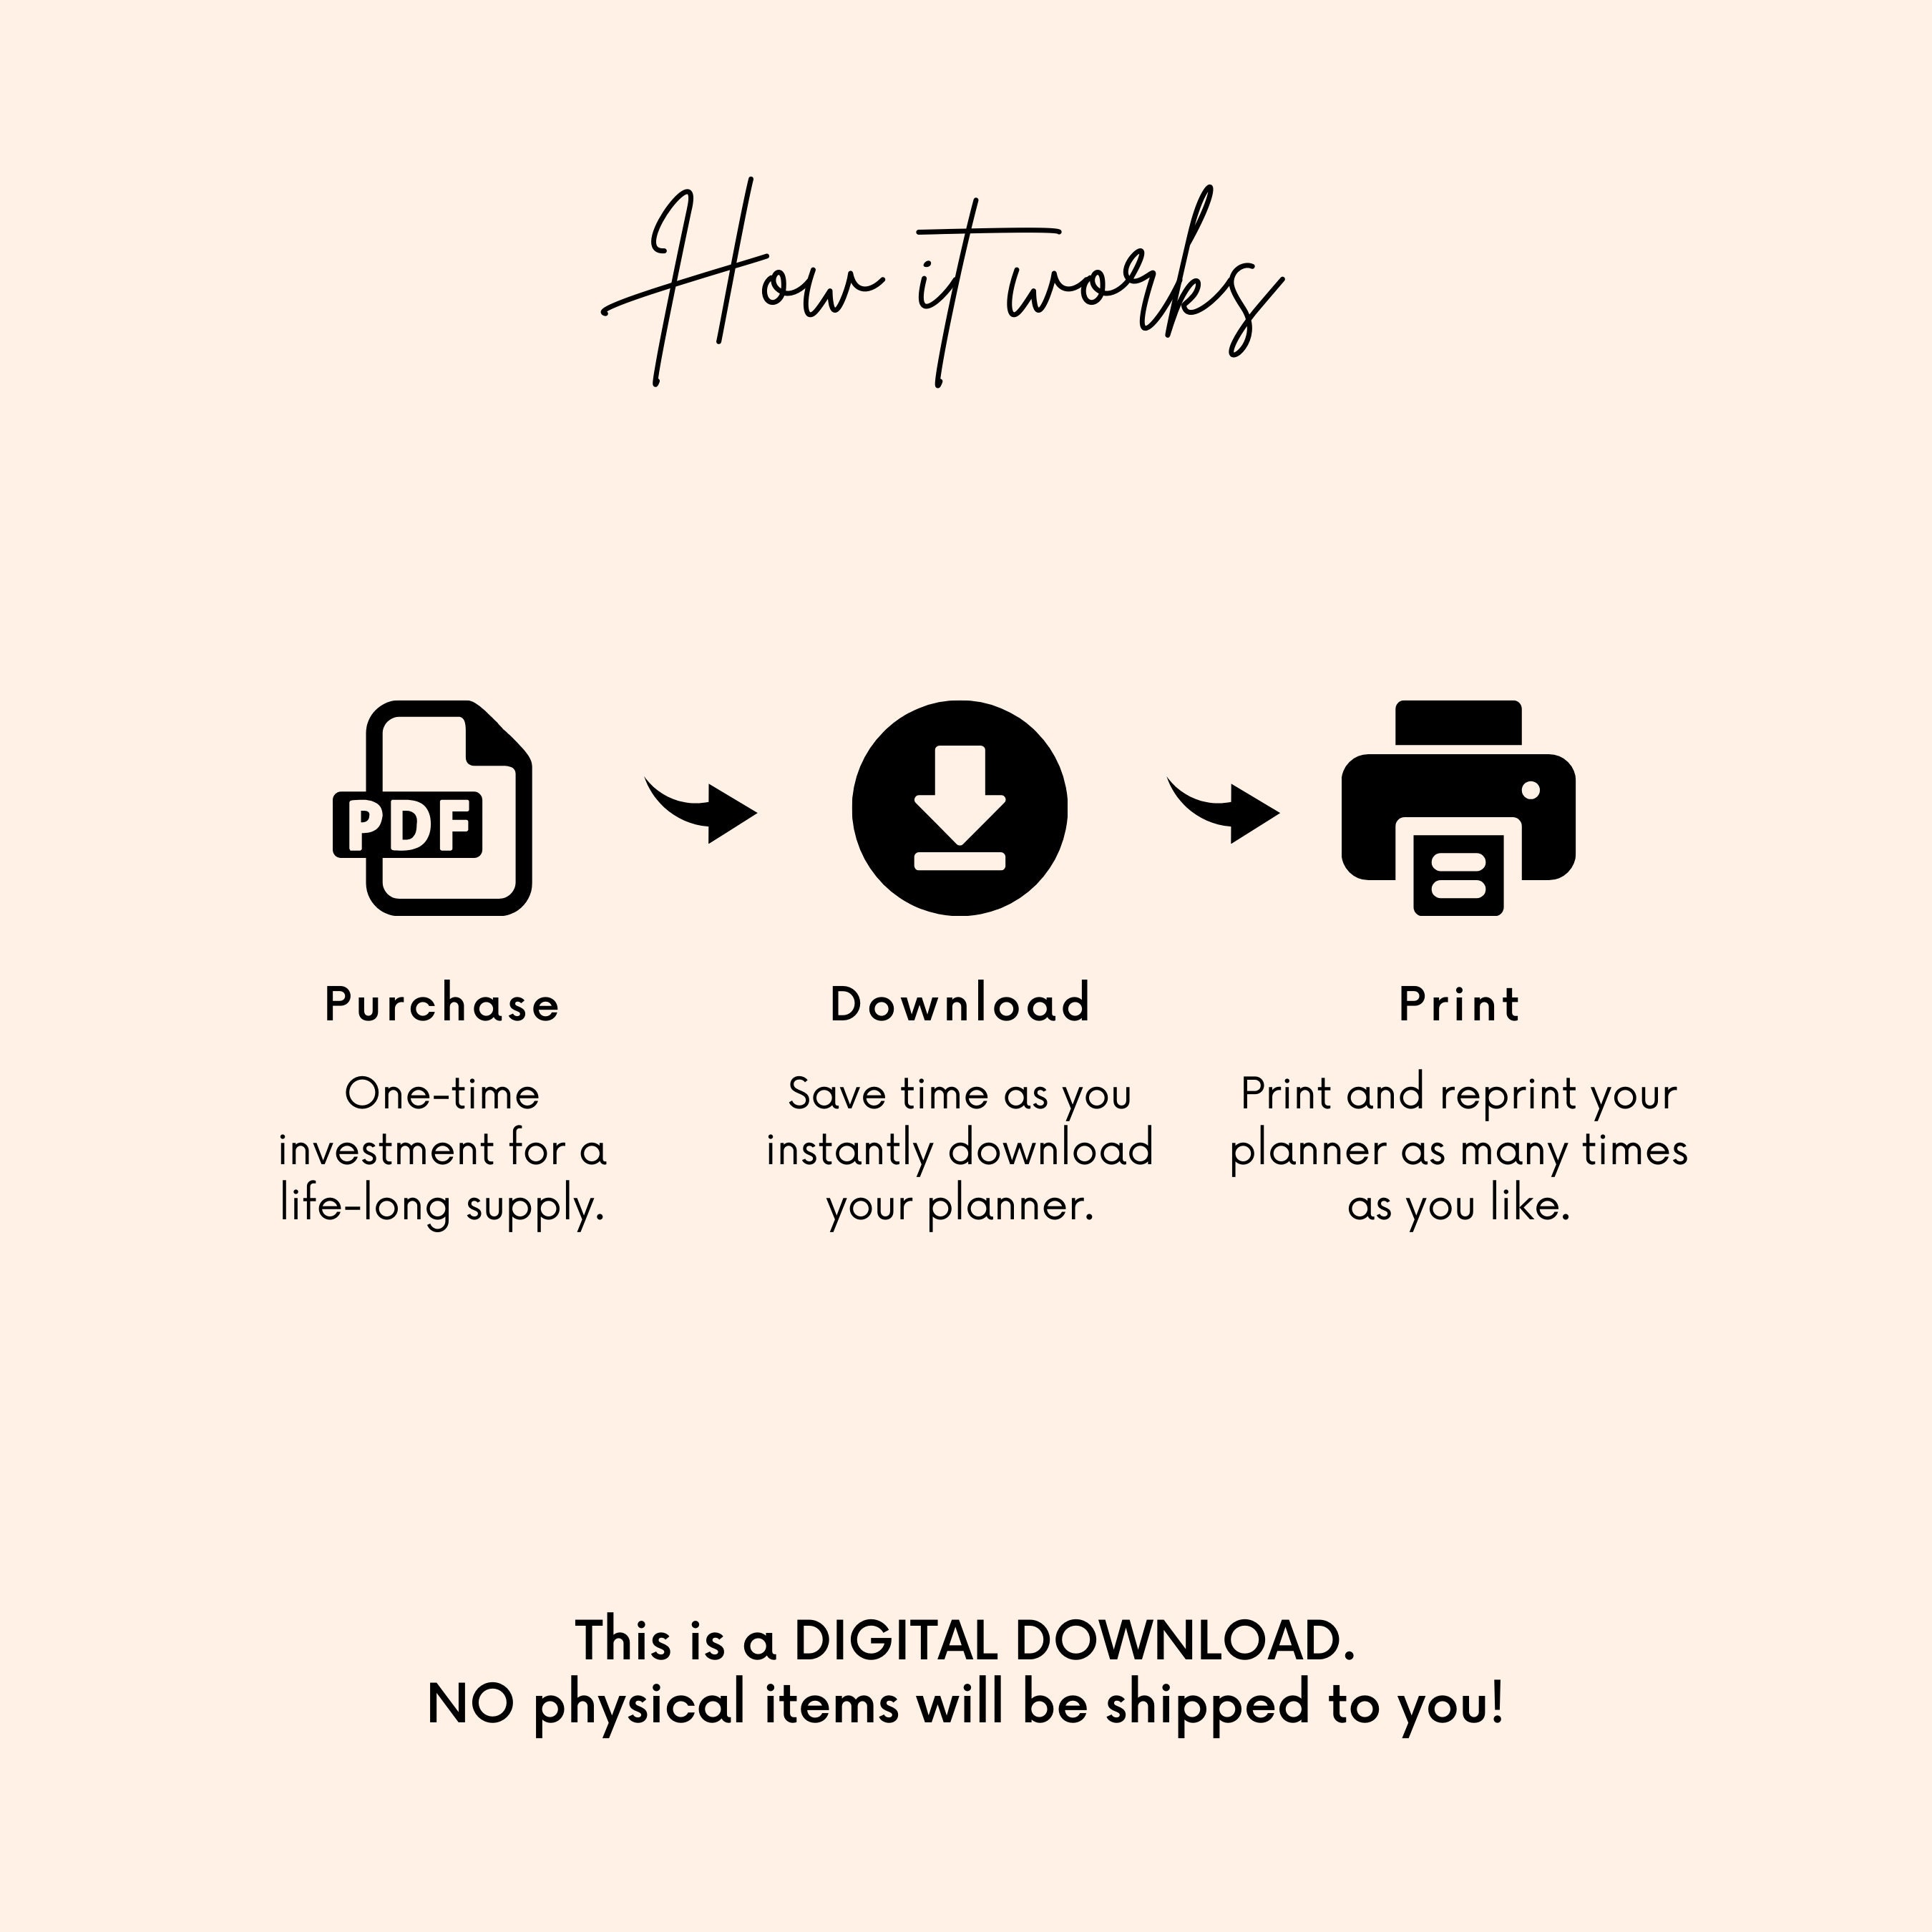 How it works
PDF
Purchase
One-time
investment for a
life-long supply.
Download
Save time as you
instantly download
your planner.
Print
Print and reprint your
planner as many times
as you like.
This is a DIGITAL DOWNLOAD.
NO physical items will be shipped to you!